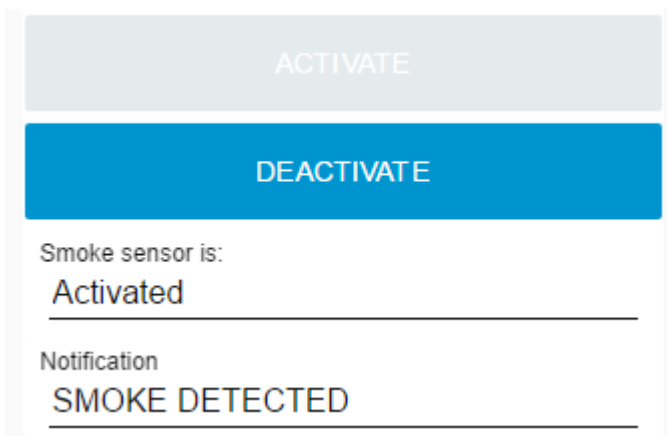 ACTIVATE
DEACTIVATE
Smoke sensor is:
Activated
Notification
SMOKE DETECTED